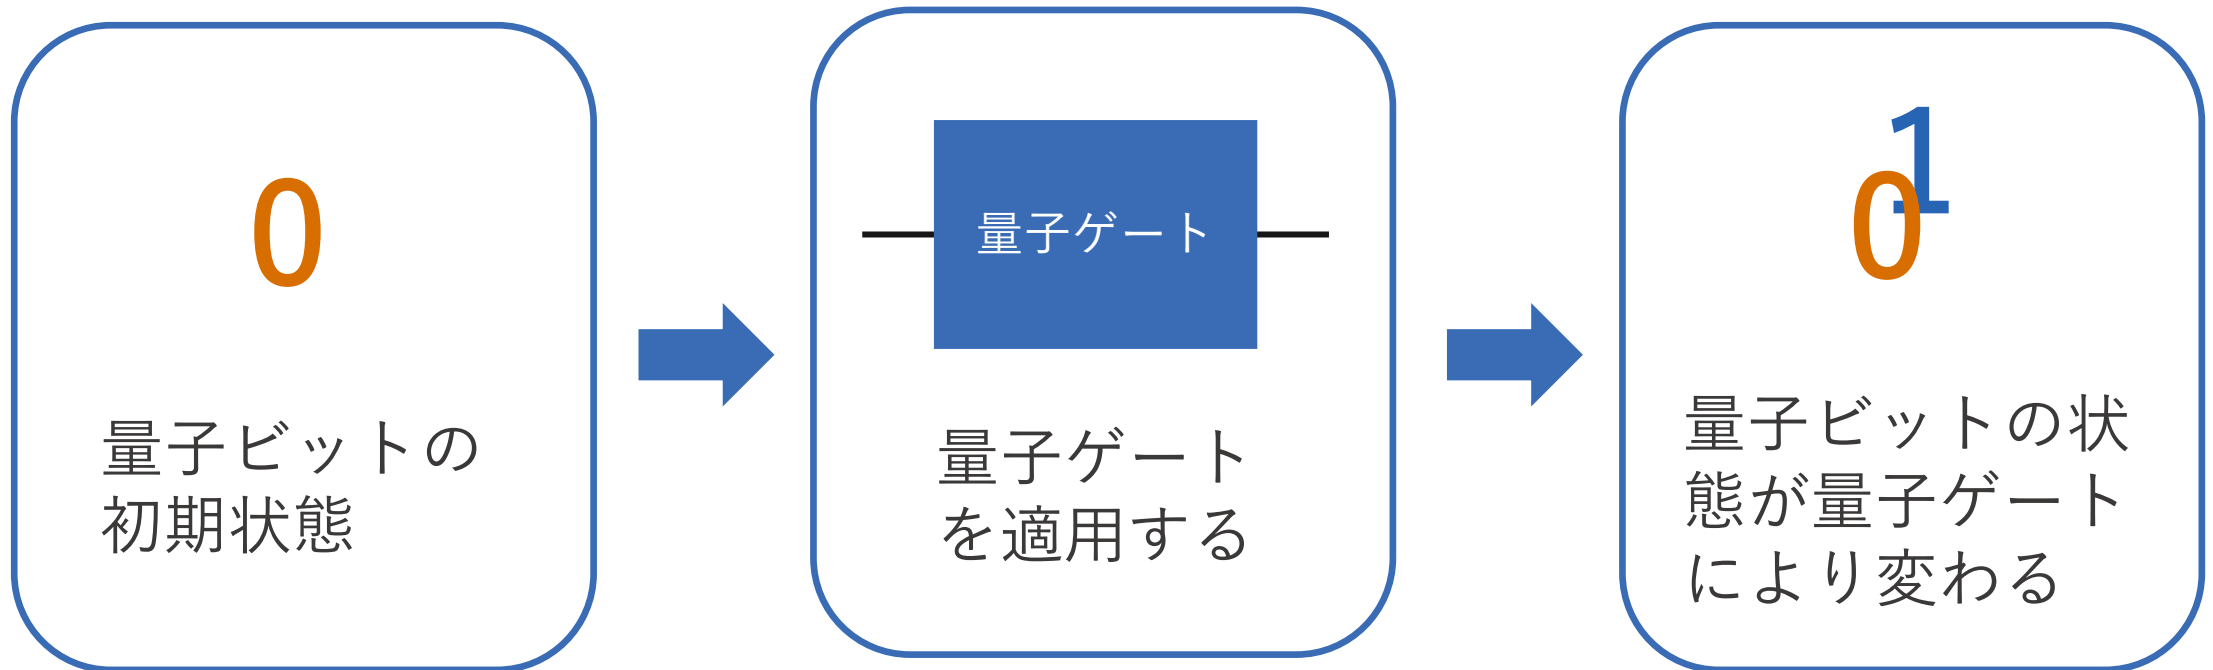 0
量子ビットの
初期状態
量子ゲート
量子ゲート
を適用する
1
0
量子ビットの状
態が量子ゲート
により変わる